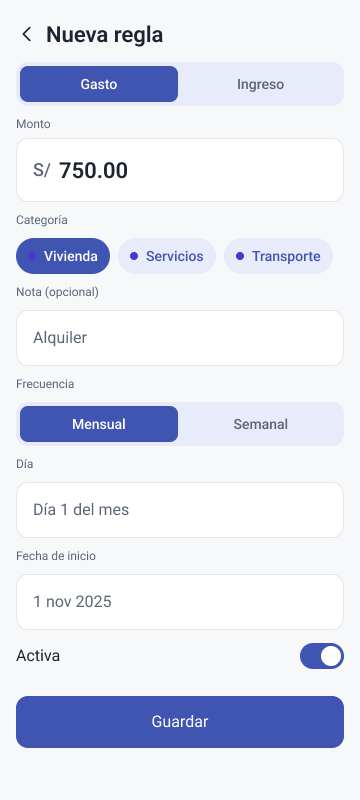 Nueva regla
Gasto Ingreso
Monto
S/ 750.00
Categoría
Vivienda Servicios Transporte
Nota (opcional)
Alquiler
Frecuencia
Mensual Semanal
Día
Día 1 del mes
Fecha de inicio
1 nov 2025
Activa
Guardar